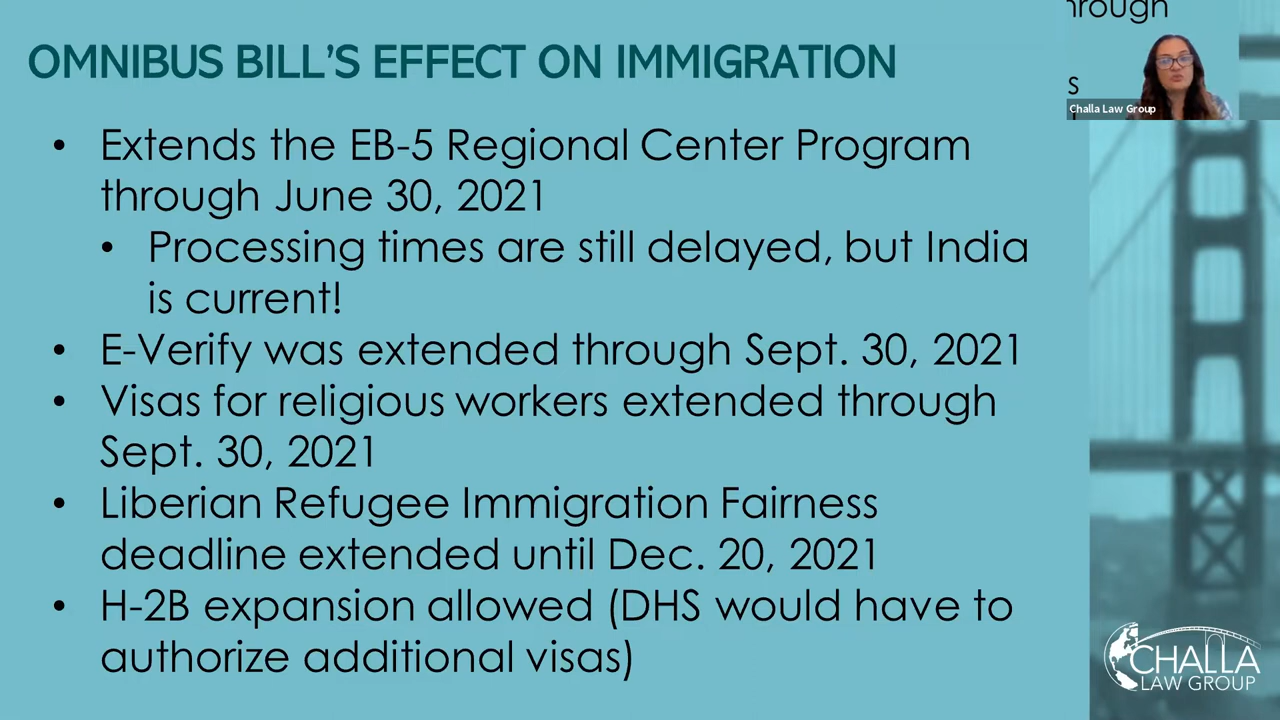 OMNIBUS BILL'S EFFECT ON IMMIGRATION
• Extends the EB-5 Regional Center Program
through June 30, 2021
• Processing times are still delayed, but India
is current!
• E-Verify was extended through Sept. 30, 2021
• Visas for religious workers extended through
Sept. 30, 2021
• Liberian Refugee Immigration Fairness
deadline extended until Dec. 20, 2021
• H-2B expansion allowed (DHS would have to
authorize additional visas)
Challa Law Group
CHALLA
LAW GROUP